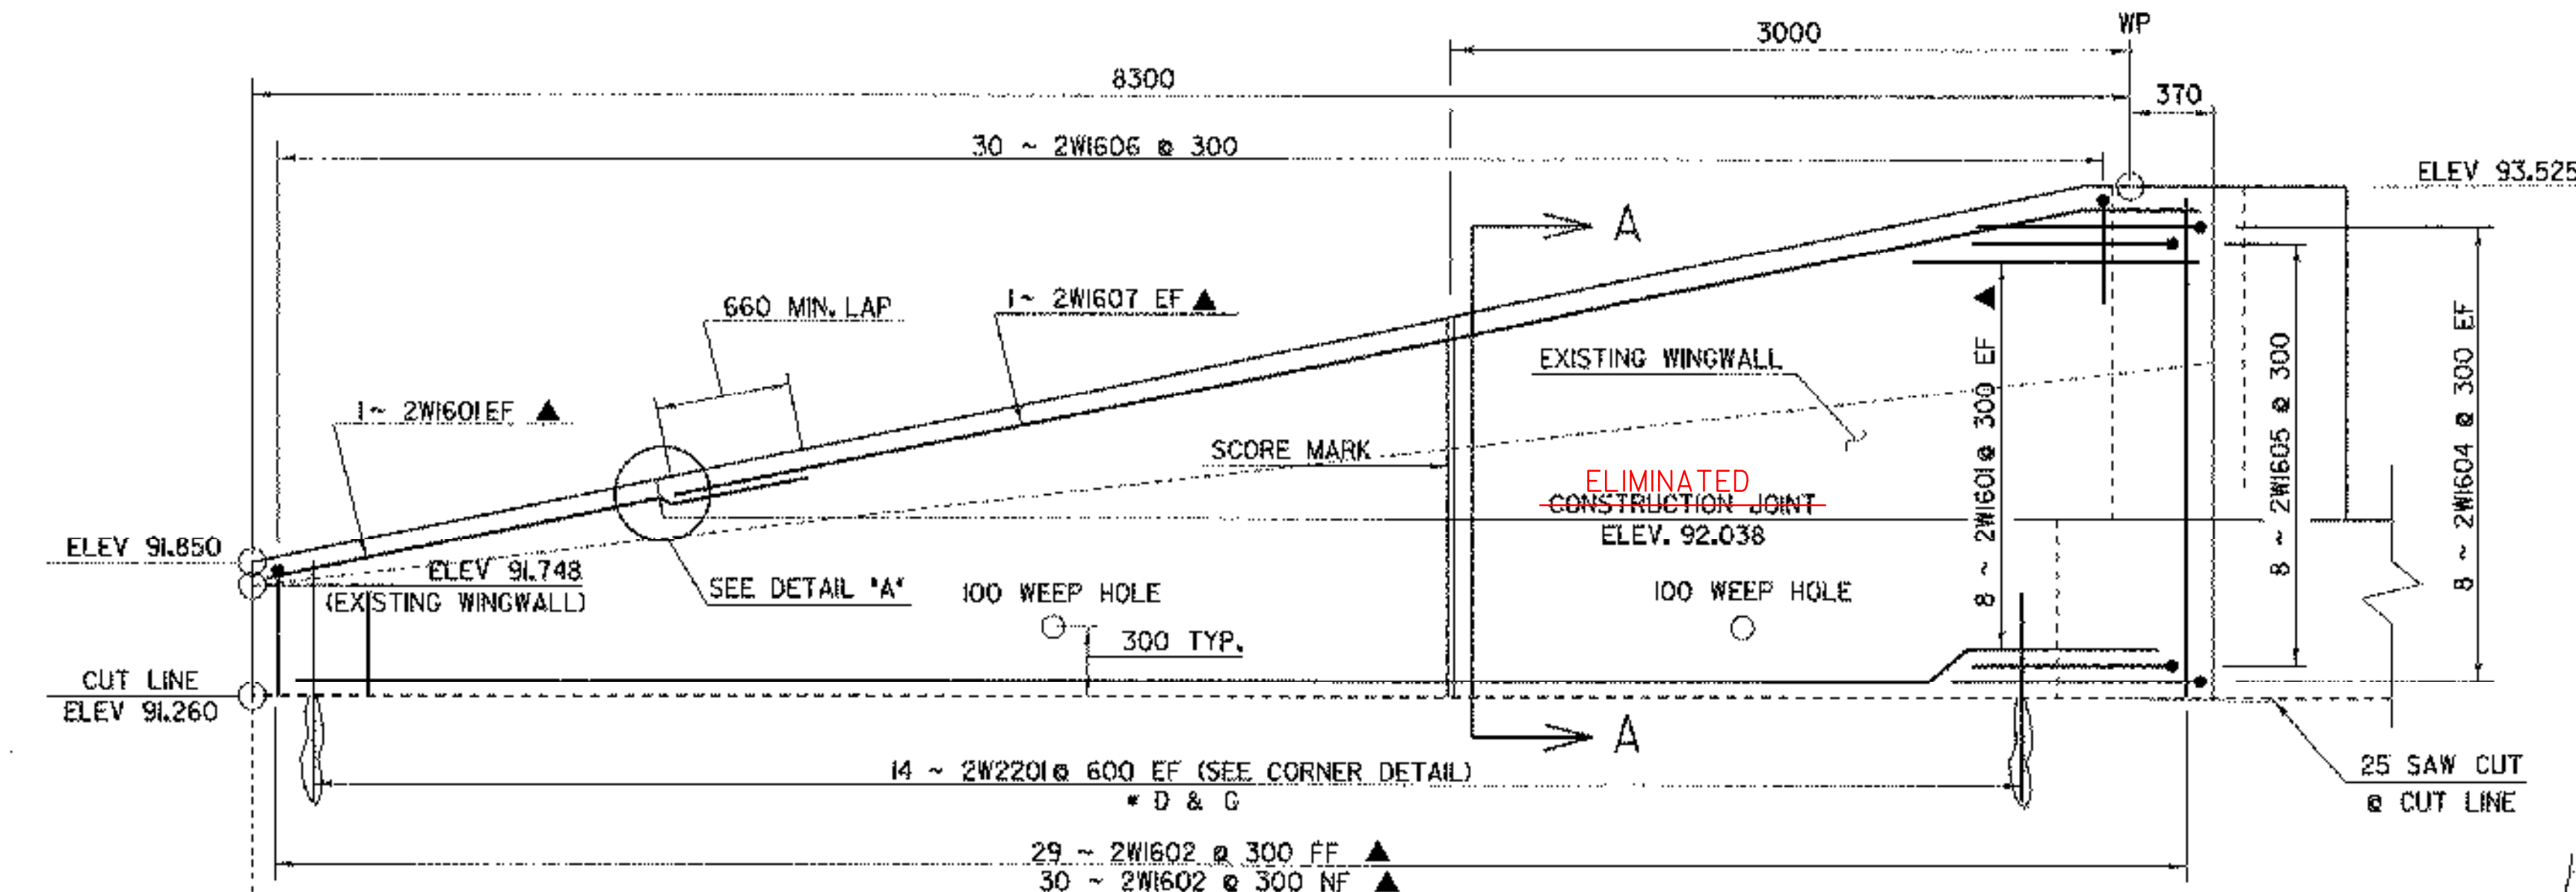 WP
3000
8300
370
30 ~ 2W1606 @ 300
ELEV 93.525
A
660 MIN. LAP
1~ 2W1607 EF ▲
EXISTING WINGWALL
1~ 2W1601EF ▲
SCORE MARK
ELIMINATED
CONSTRUCTION JOINT
ELEV. 92.038
8 ~ 2W1601@ 300 EF ▲
8 ~ 2W1605 @ 300
8 ~ 2W1604 @ 300 EF
ELEV 91.850
ELEV 91.748
(EXISTING WINGWALL)
SEE DETAIL "A"
100 WEEP HOLE
100 WEEP HOLE
300 TYP.
CUT LINE
ELEV 91.260
A
14 ~ 2W2201@ 600 EF (SEE CORNER DETAIL)
* D & G
25 SAW CUT
@ CUT LINE
29 ~ 2W1602 @ 300 FF ▲
30 ~ 2W1602 @ 300 NF ▲